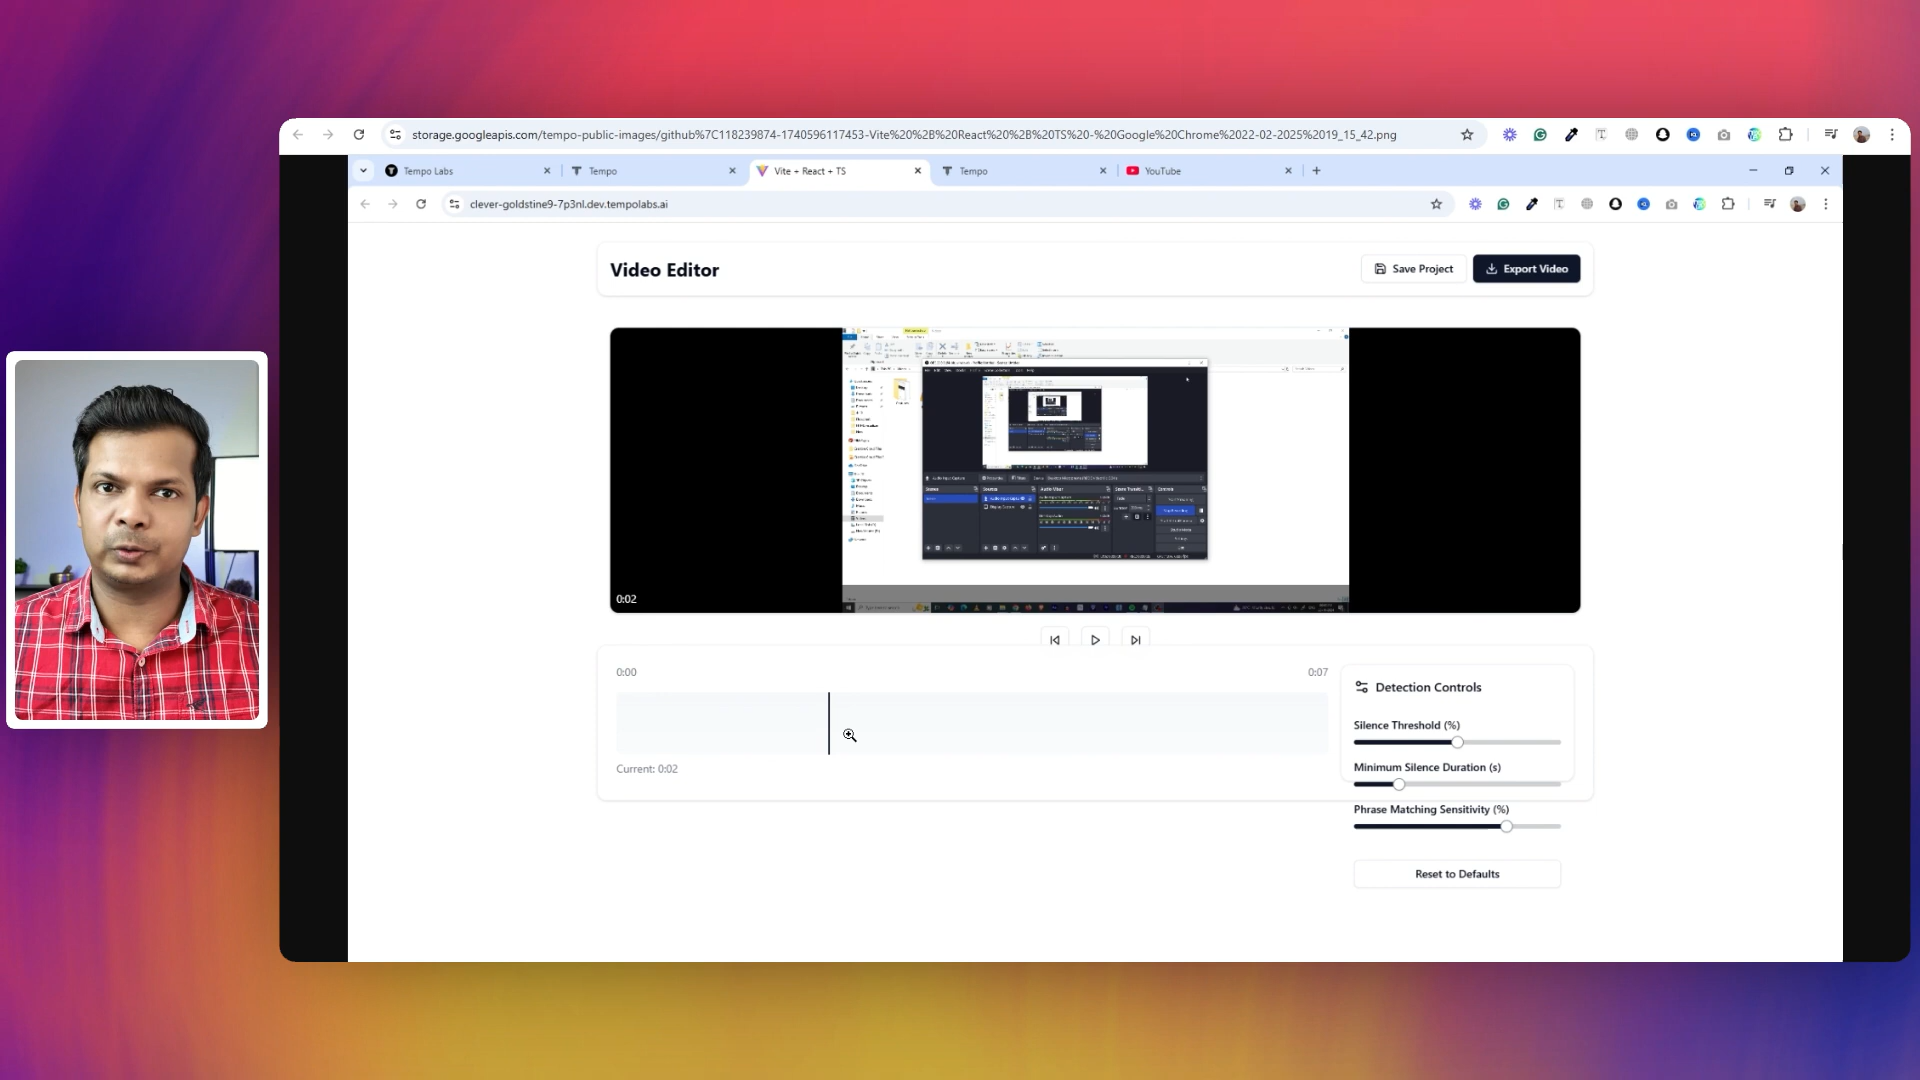 storage.googleapis.com/tempo-public-images/github%7C118239874-1740596117453-Vite%20%2B%20React%20%2B%20TS%20-%20Google%20Chrome%2022-02-2025%2019_15_42.png
Tempo Labs
Tempo
Vite + React + TS
Tempo
YouTube
clever-goldstine9-7p3nl.dev.tempolabs.ai
Video Editor
Save Project
Export Video
0:02
0:00
0:07
Current: 0:02
Detection Controls
Silence Threshold (%)
Minimum Silence Duration (s)
Phrase Matching Sensitivity (%)
Reset to Defaults